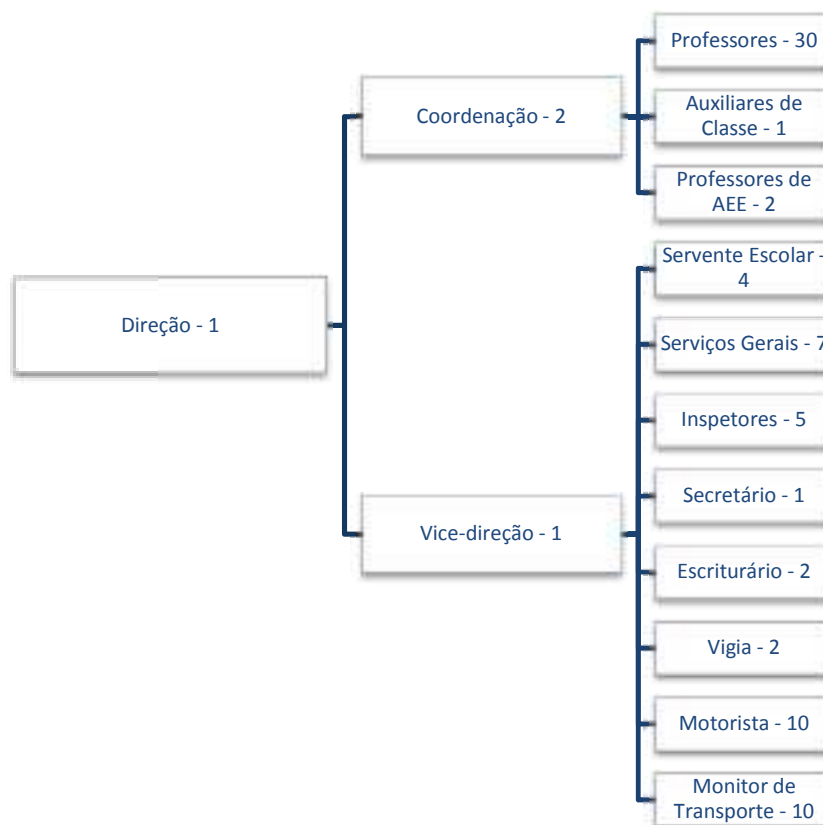 Direção - 1
Coordenação - 2
Professores - 30
Auxiliares de
Classe - 1
Professores de
AEE - 2
Vice-direção - 1
Servente Escolar -
4
Serviços Gerais - 7
Inspetores - 5
Secretário - 1
Escriturário - 2
Vigia - 2
Motorista - 10
Monitor de
Transporte - 10